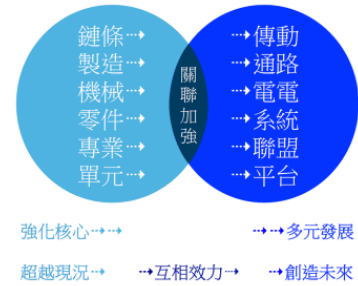 鏈條⇢ ⇢傳動
製造⇢ ⇢通路
機械⇢ ⇢電電
零件⇢ ⇢系統
專業⇢ ⇢聯盟
單元⇢ ⇢平台
關聯加強
強化核心⇢⇢ ⇢⇢多元發展
超越現況⇢ ⇢互相效力⇢ ⇢創造未來